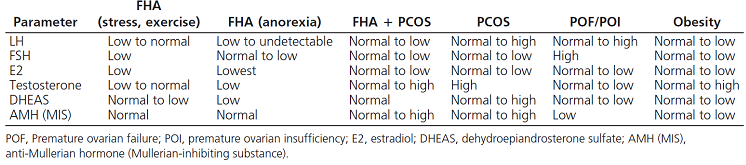 FHA
Parameter (stress, exercise) FHA (anorexia) FHA + PCOS PCOS POF/POI Obesity
LH Low to normal Low to undetectable Normal to low Normal to high Normal to high Normal to low
FSH Low Normal to low Normal to low Normal to low High Normal to low
E2 Low Lowest Normal to low Normal to low Normal to low Normal to low
Testosterone Low to normal Low Normal to high High Normal to low Normal to high
DHEAS Normal to low Low Normal Normal to high Normal to low Normal to low
AMH (MIS) Normal Normal Normal to high Normal to high Low Normal to low
POF, Premature ovarian failure; POI, premature ovarian insufficiency; E2, estradiol; DHEAS, dehydroepiandrosterone sulfate; AMH (MIS),
anti-Mullerian hormone (Mullerian-inhibiting substance).